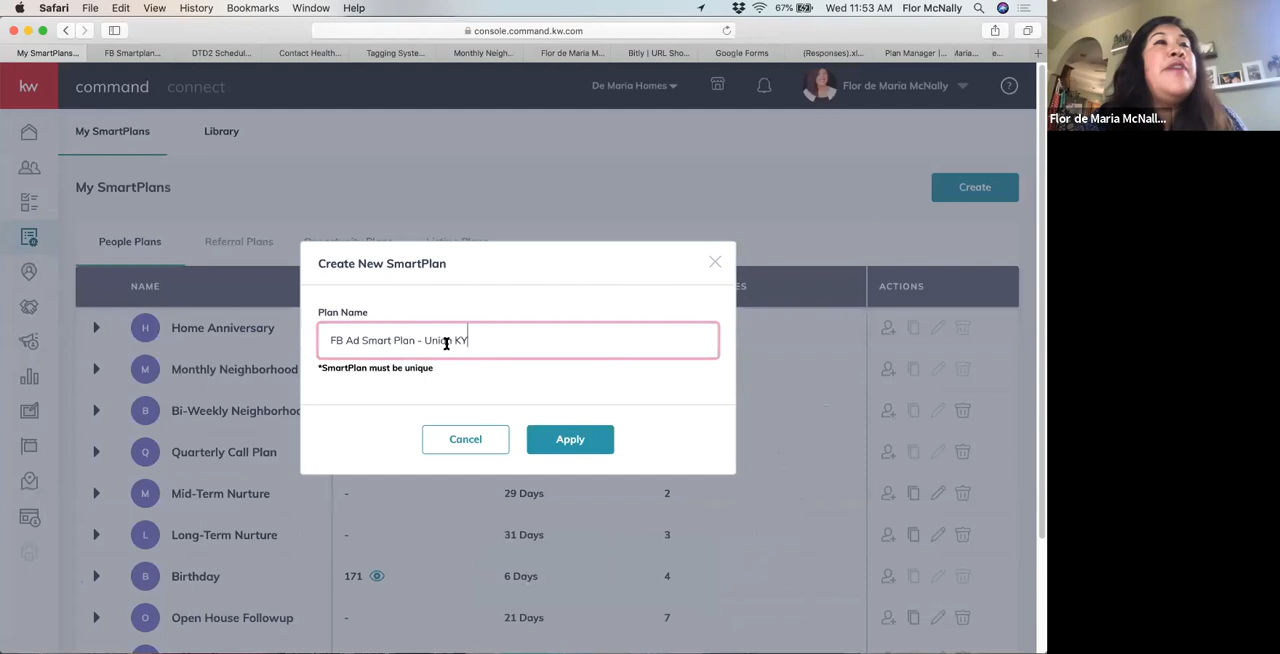 Safari File Edit View History Bookmarks Window Help 67% Wed 11:53 AM Flor McNally
console.command.kw.com
My SmartPlans... FB Smartplan... DTD2 Schedul... Contact Health... Tagging Syste... Monthly Neigh... Flor de Maria M... Bitly | URL Sho... Google Forms (Responses).xl... Plan Manager |... Maria... e...
kw command connect De Maria Homes Flor de Maria McNally ?
Flor de Maria McNall...
My SmartPlans Library
My SmartPlans Create
People Plans Referral Plans
Create New SmartPlan
NAME ES ACTIONS
Plan Name
H Home Anniversary
FB Ad Smart Plan - Union KY
*SmartPlan must be unique
M Monthly Neighborhood
B Bi-Weekly Neighborhoo
Cancel Apply
Q Quarterly Call Plan
M Mid-Term Nurture - 29 Days 2
L Long-Term Nurture - 31 Days 3
B Birthday 171 6 Days 4
O Open House Followup - 21 Days 7